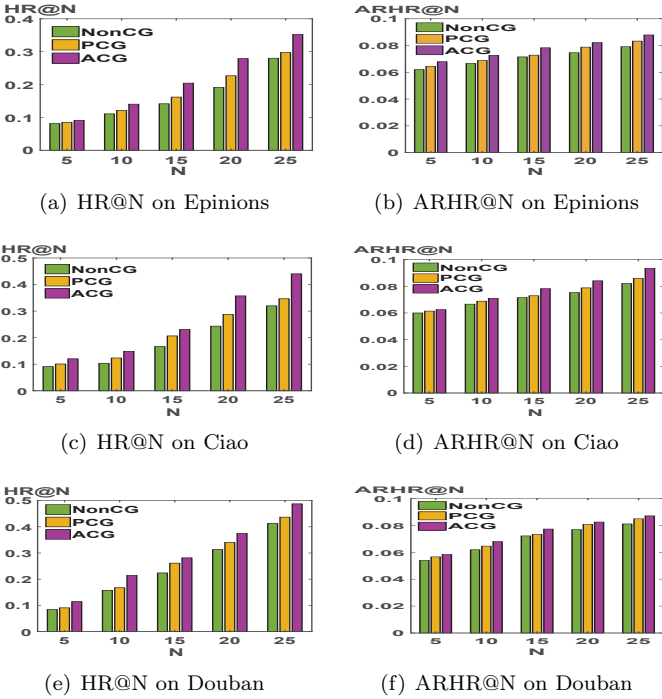 HR@N
0.4
0.3
0.2
0.1
0
NonCG
PCG
ACG
5 10 15 20 25
N
(a) HR@N on Epinions
ARHR@N
0.1
0.08
0.06
0.04
0.02
0
NonCG
PCG
ACG
5 10 15 20 25
N
(b) ARHR@N on Epinions
HR@N
0.5
0.4
0.3
0.2
0.1
0
NonCG
PCG
ACG
5 10 15 20 25
N
(c) HR@N on Ciao
ARHR@N
0.1
0.08
0.06
0.04
0.02
0
NonCG
PCG
ACG
5 10 15 20 25
N
(d) ARHR@N on Ciao
HR@N
0.5
0.4
0.3
0.2
0.1
0
NonCG
PCG
ACG
5 10 15 20 25
N
(e) HR@N on Douban
ARHR@N
0.1
0.08
0.06
0.04
0.02
0
NonCG
PCG
ACG
5 10 15 20 25
N
(f) ARHR@N on Douban